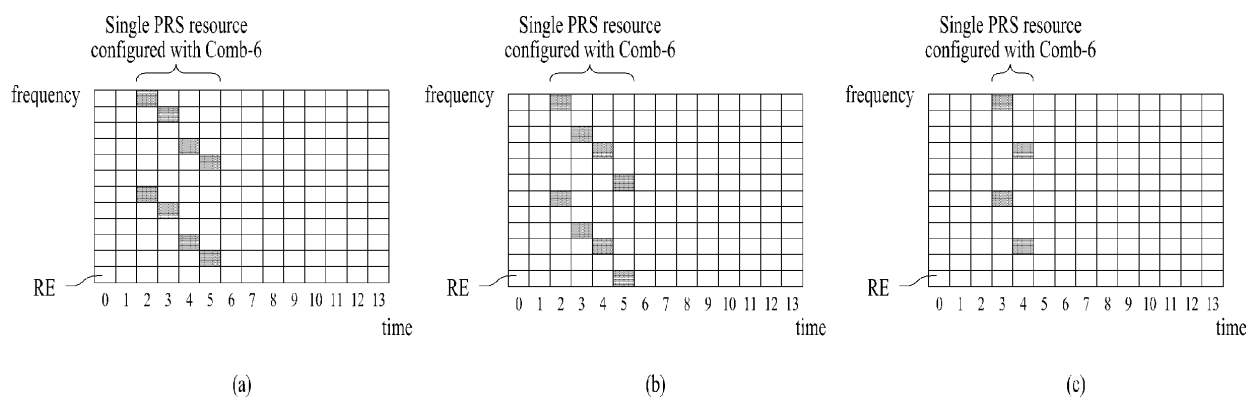 Single PRS resource
configured with Comb-6
frequency
RE
0 1 2 3 4 5 6 7 8 9 10 11 12 13
time
(a)
Single PRS resource
configured with Comb-6
frequency
RE
0 1 2 3 4 5 6 7 8 9 10 11 12 13
time
(b)
Single PRS resource
configured with Comb-6
frequency
RE
0 1 2 3 4 5 6 7 8 9 10 11 12 13
time
(c)